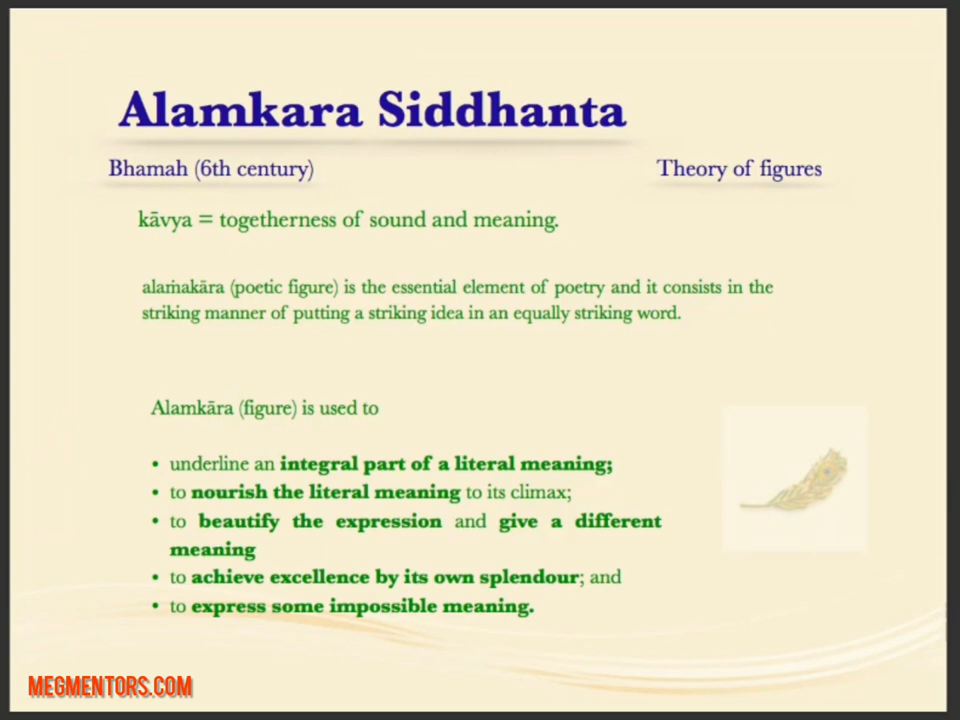 Alamkara Siddhanta
Bhamah (6th century)
Theory of figures
kāvya = togetherness of sound and meaning.
alaṁakāra (poetic figure) is the essential element of poetry and it consists in the
striking manner of putting a striking idea in an equally striking word.
Alamkāra (figure) is used to
• underline an integral part of a literal meaning;
• to nourish the literal meaning to its climax;
• to beautify the expression and give a different
meaning
• to achieve excellence by its own splendour; and
• to express some impossible meaning.
MEGMENTORS.COM